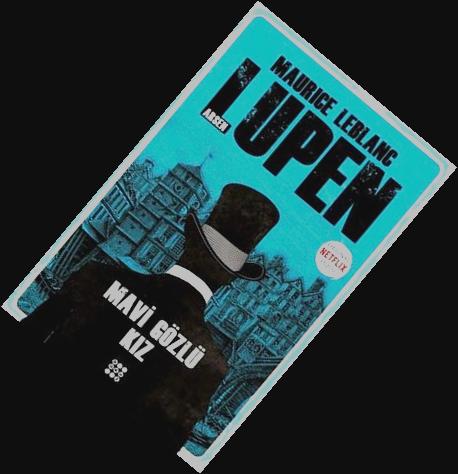 MAURICE LEBLANC
ARSEN
LUPEN
NETFLIX
MAVİ GÖZLÜ
KIZ